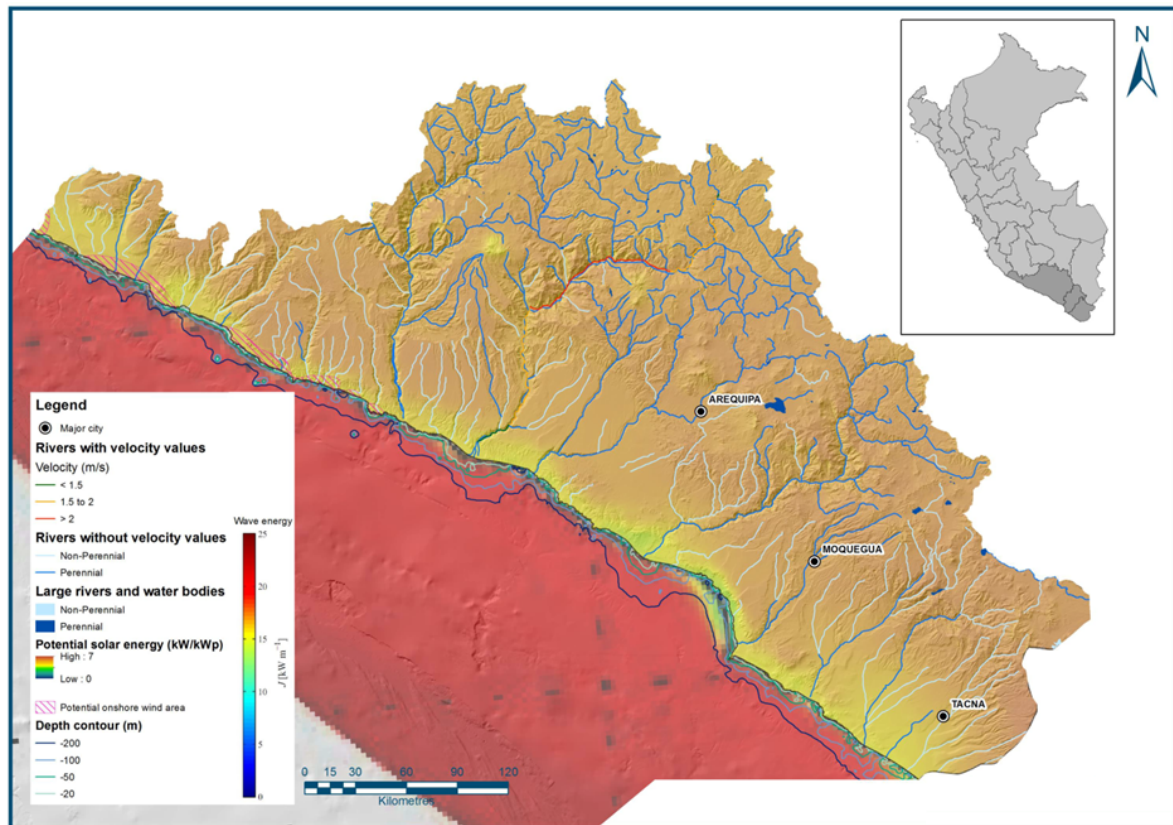 N
AREQUIPA
MOQUEGUA
TACNA
Legend
Major city
Rivers with velocity values
Velocity (m/s)
< 1.5
1.5 to 2
> 2
Rivers without velocity values
Non-Perennial
Perennial
Large rivers and water bodies
Non-Perennial
Perennial
Potential solar energy (kW/kWp)
High : 7
Low : 0
Potential onshore wind area
Depth contour (m)
-200
-100
-50
-20
Wave energy
25
20
15
10
5
0
J [kW m⁻¹]
0 15 30 60 90 120
Kilometres